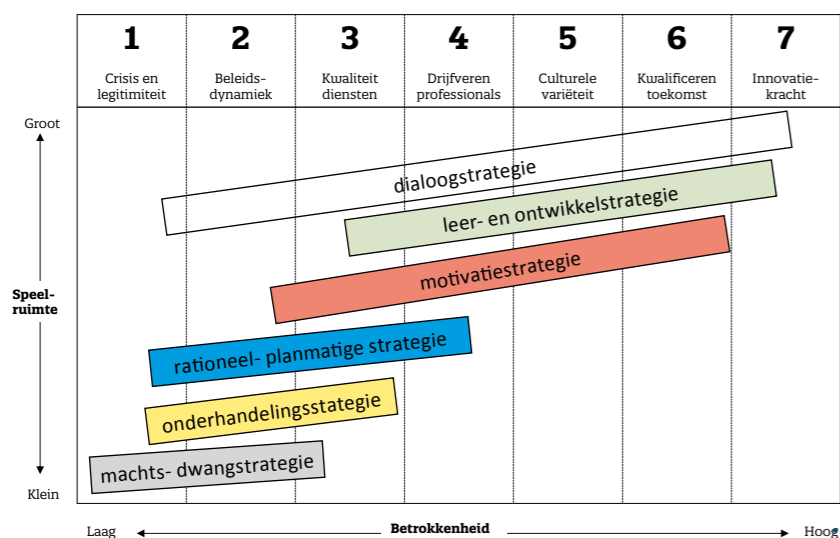 1 2 3 4 5 6 7
Crisis en legitimiteit
Beleids-dynamiek
Kwaliteit diensten
Drijfveren professionals
Culturele variëteit
Kwalificeren toekomst
Innovatie-kracht
Groot
dialoogstrategie
leer- en ontwikkelstrategie
motivatiestrategie
Speel-
ruimte
rationeel- planmatige strategie
onderhandelingsstategie
machts- dwangstrategie
Klein
Laag
Betrokkenheid
Hoog